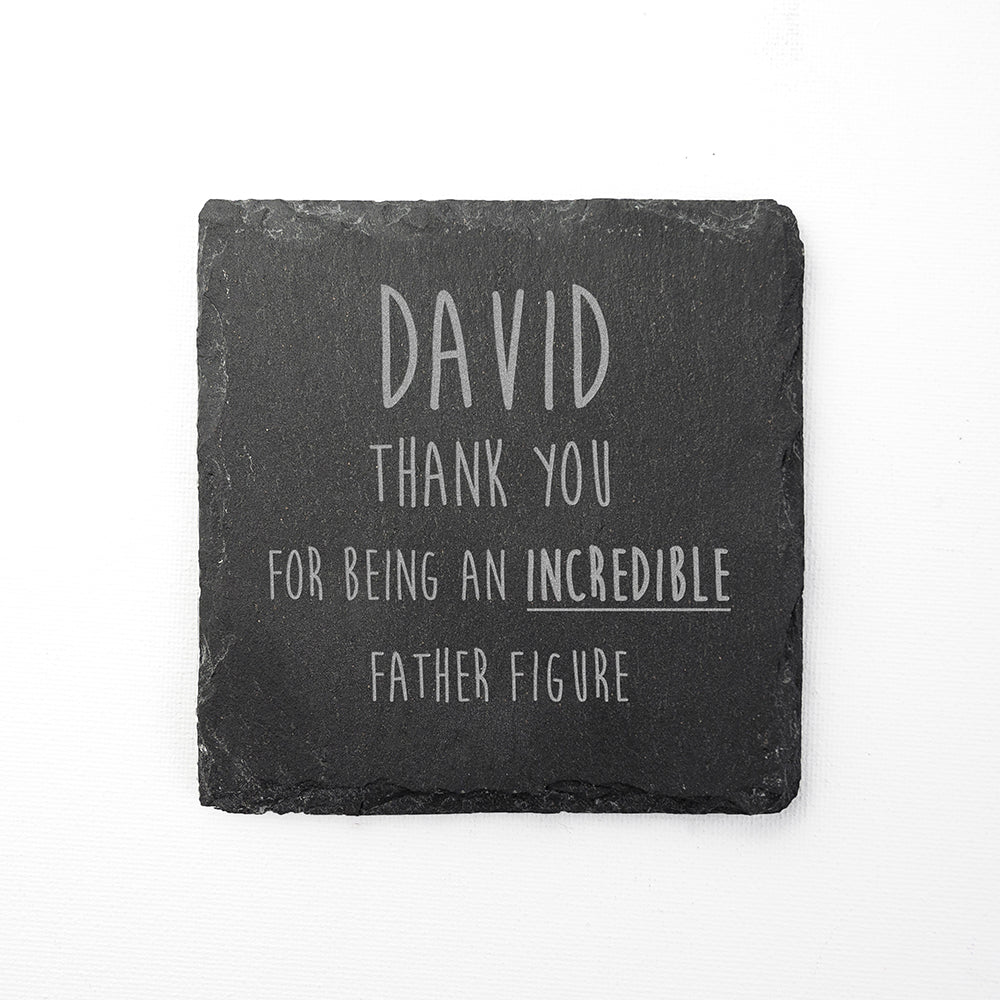 DAVID
THANK YOU
FOR BEING AN INCREDIBLE
FATHER FIGURE